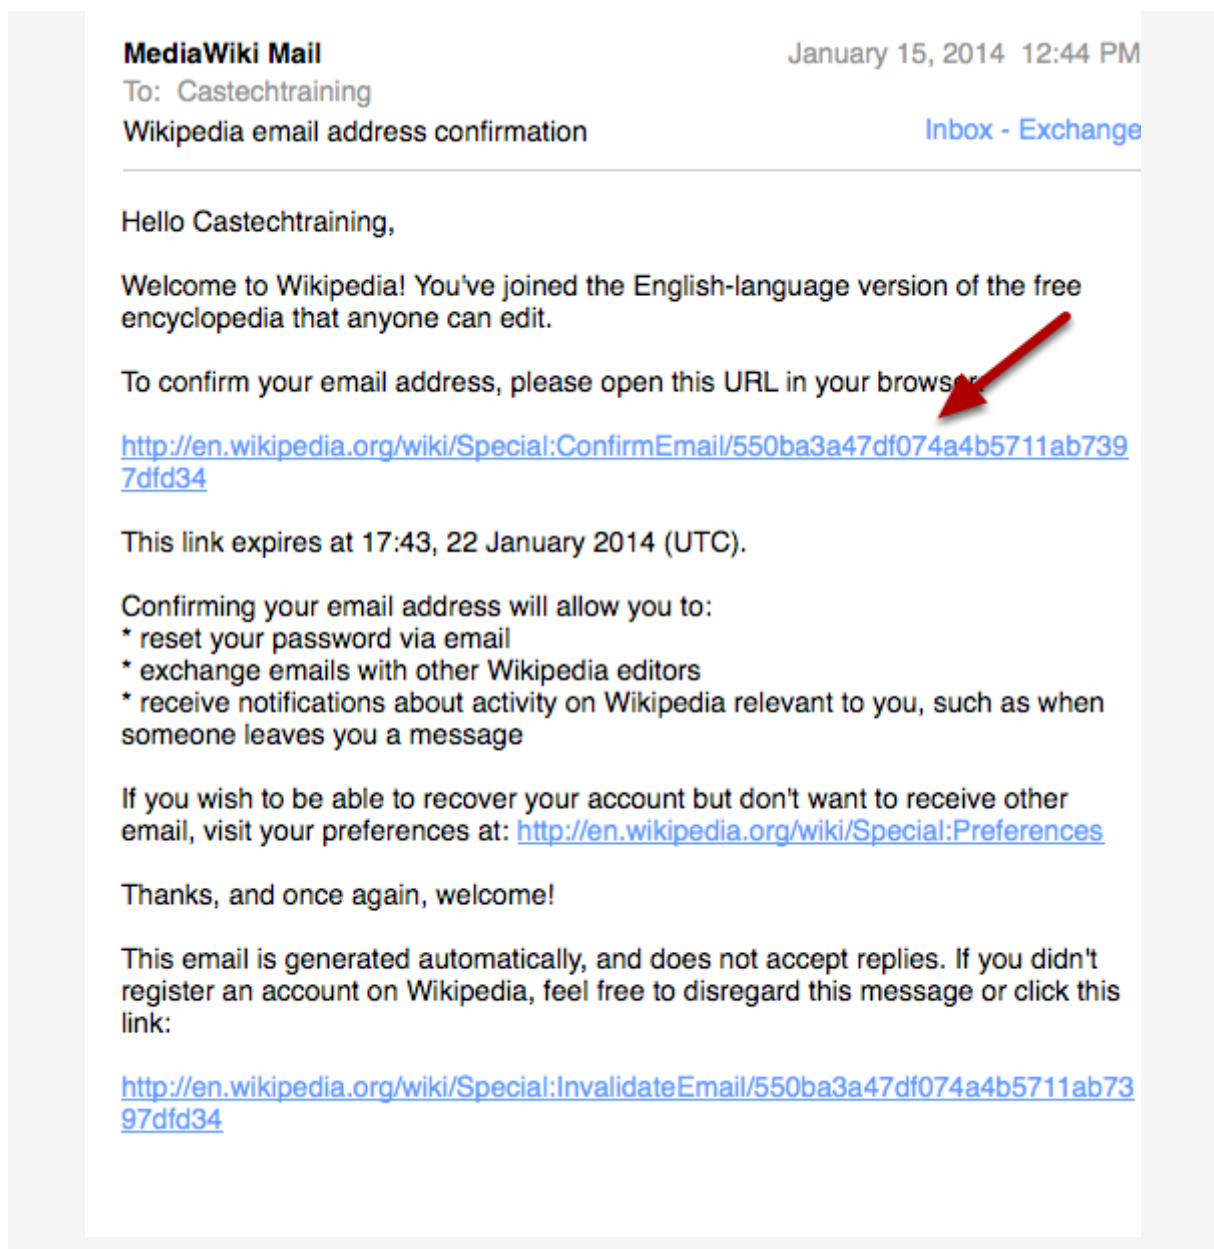 MediaWiki Mail January 15, 2014 12:44 PM
To: Castechtraining
Wikipedia email address confirmation Inbox - Exchange
Hello Castechtraining,
Welcome to Wikipedia! You've joined the English-language version of the free
encyclopedia that anyone can edit.
To confirm your email address, please open this URL in your browser:
http://en.wikipedia.org/wiki/Special:ConfirmEmail/550ba3a47df074a4b5711ab739
7dfd34
This link expires at 17:43, 22 January 2014 (UTC).
Confirming your email address will allow you to:
* reset your password via email
* exchange emails with other Wikipedia editors
* receive notifications about activity on Wikipedia relevant to you, such as when
someone leaves you a message
If you wish to be able to recover your account but don't want to receive other
email, visit your preferences at: http://en.wikipedia.org/wiki/Special:Preferences
Thanks, and once again, welcome!
This email is generated automatically, and does not accept replies. If you didn't
register an account on Wikipedia, feel free to disregard this message or click this
link:
http://en.wikipedia.org/wiki/Special:InvalidateEmail/550ba3a47df074a4b5711ab73
97dfd34